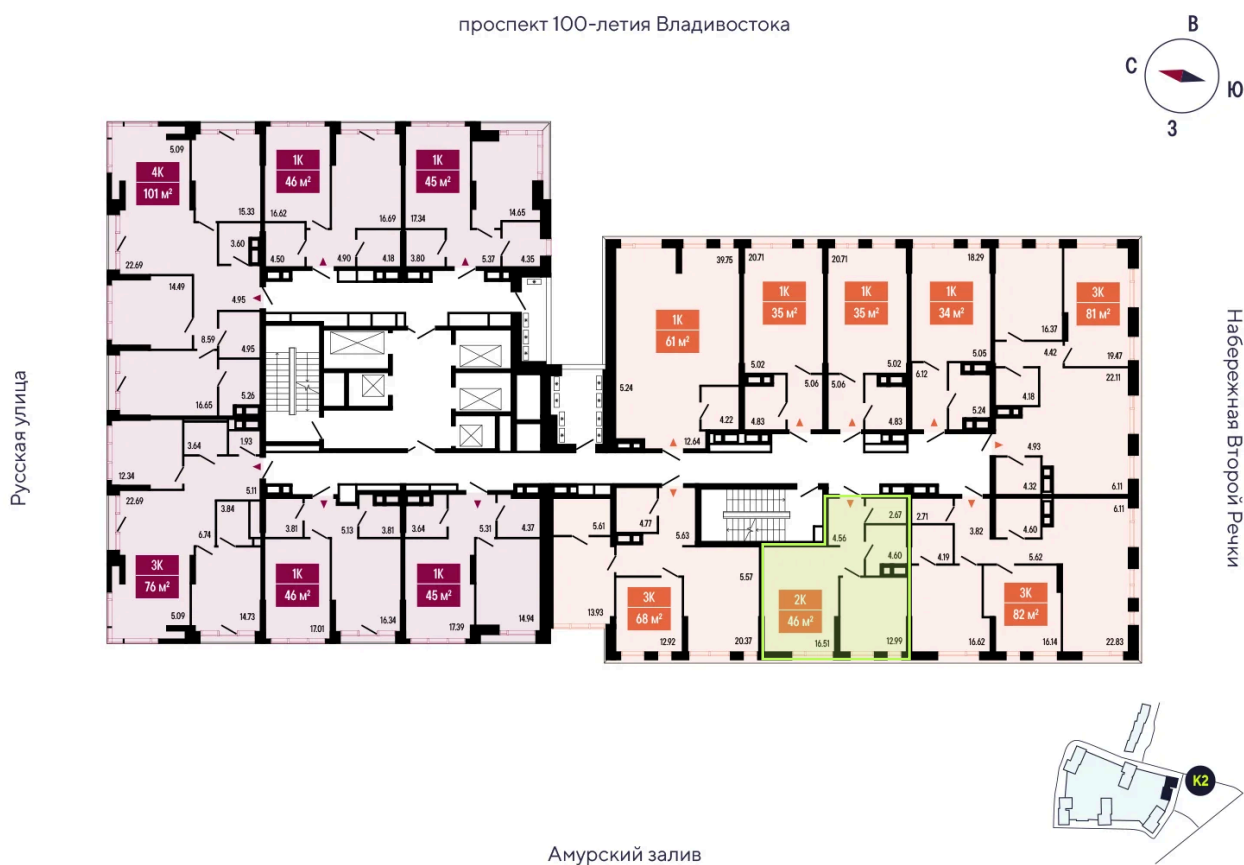 проспект 100-летия Владивостока
В
С
Ю
З
5.09
4К
101 м²
15.33
3.60
22.69
1К
46 м²
16.62
16.69
4.50
4.90
4.18
1К
45 м²
17.34
14.65
3.80
5.37
4.35
14.49
4.95
8.59
4.95
16.65
5.26
39.75
1К
61 м²
5.24
4.22
12.64
20.71
1К
35 м²
5.02
5.06
4.83
20.71
1К
35 м²
5.02
5.06
4.83
18.29
1К
34 м²
5.05
6.12
5.24
3К
81 м²
16.37
19.47
4.42
22.11
4.18
4.93
4.32
6.11
Русская улица
Набережная Второй Речки
3.64
1.93
12.34
5.11
22.69
3.84
6.74
3К
76 м²
5.09
14.73
3.81
5.13
3.81
1К
46 м²
17.01
16.34
3.64
5.31
4.37
1К
45 м²
17.39
14.94
5.61
4.77
5.63
5.57
13.93
3К
68 м²
12.92
20.37
2.67
4.56
4.60
2К
46 м²
16.51
12.99
2.71
3.82
4.60
6.11
4.19
5.62
3К
82 м²
16.62
16.14
22.83
К2
Амурский залив